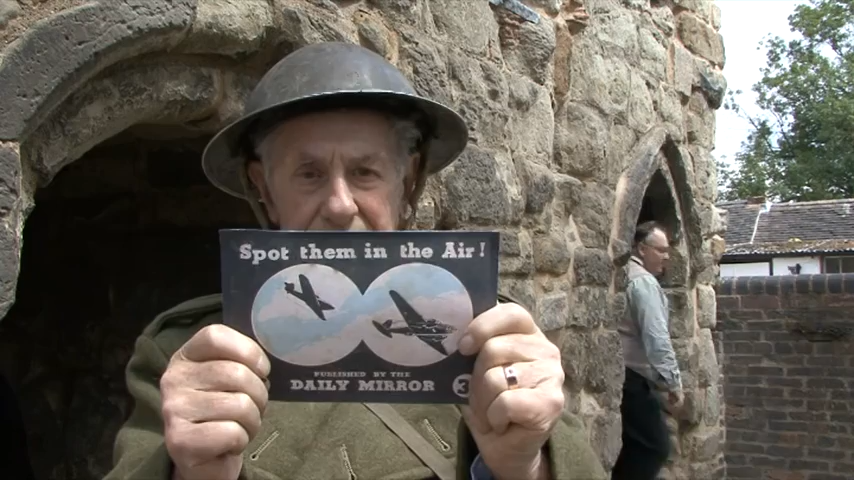 Spot them in the Air!
PUBLISHED BY THE
DAILY MIRROR
3